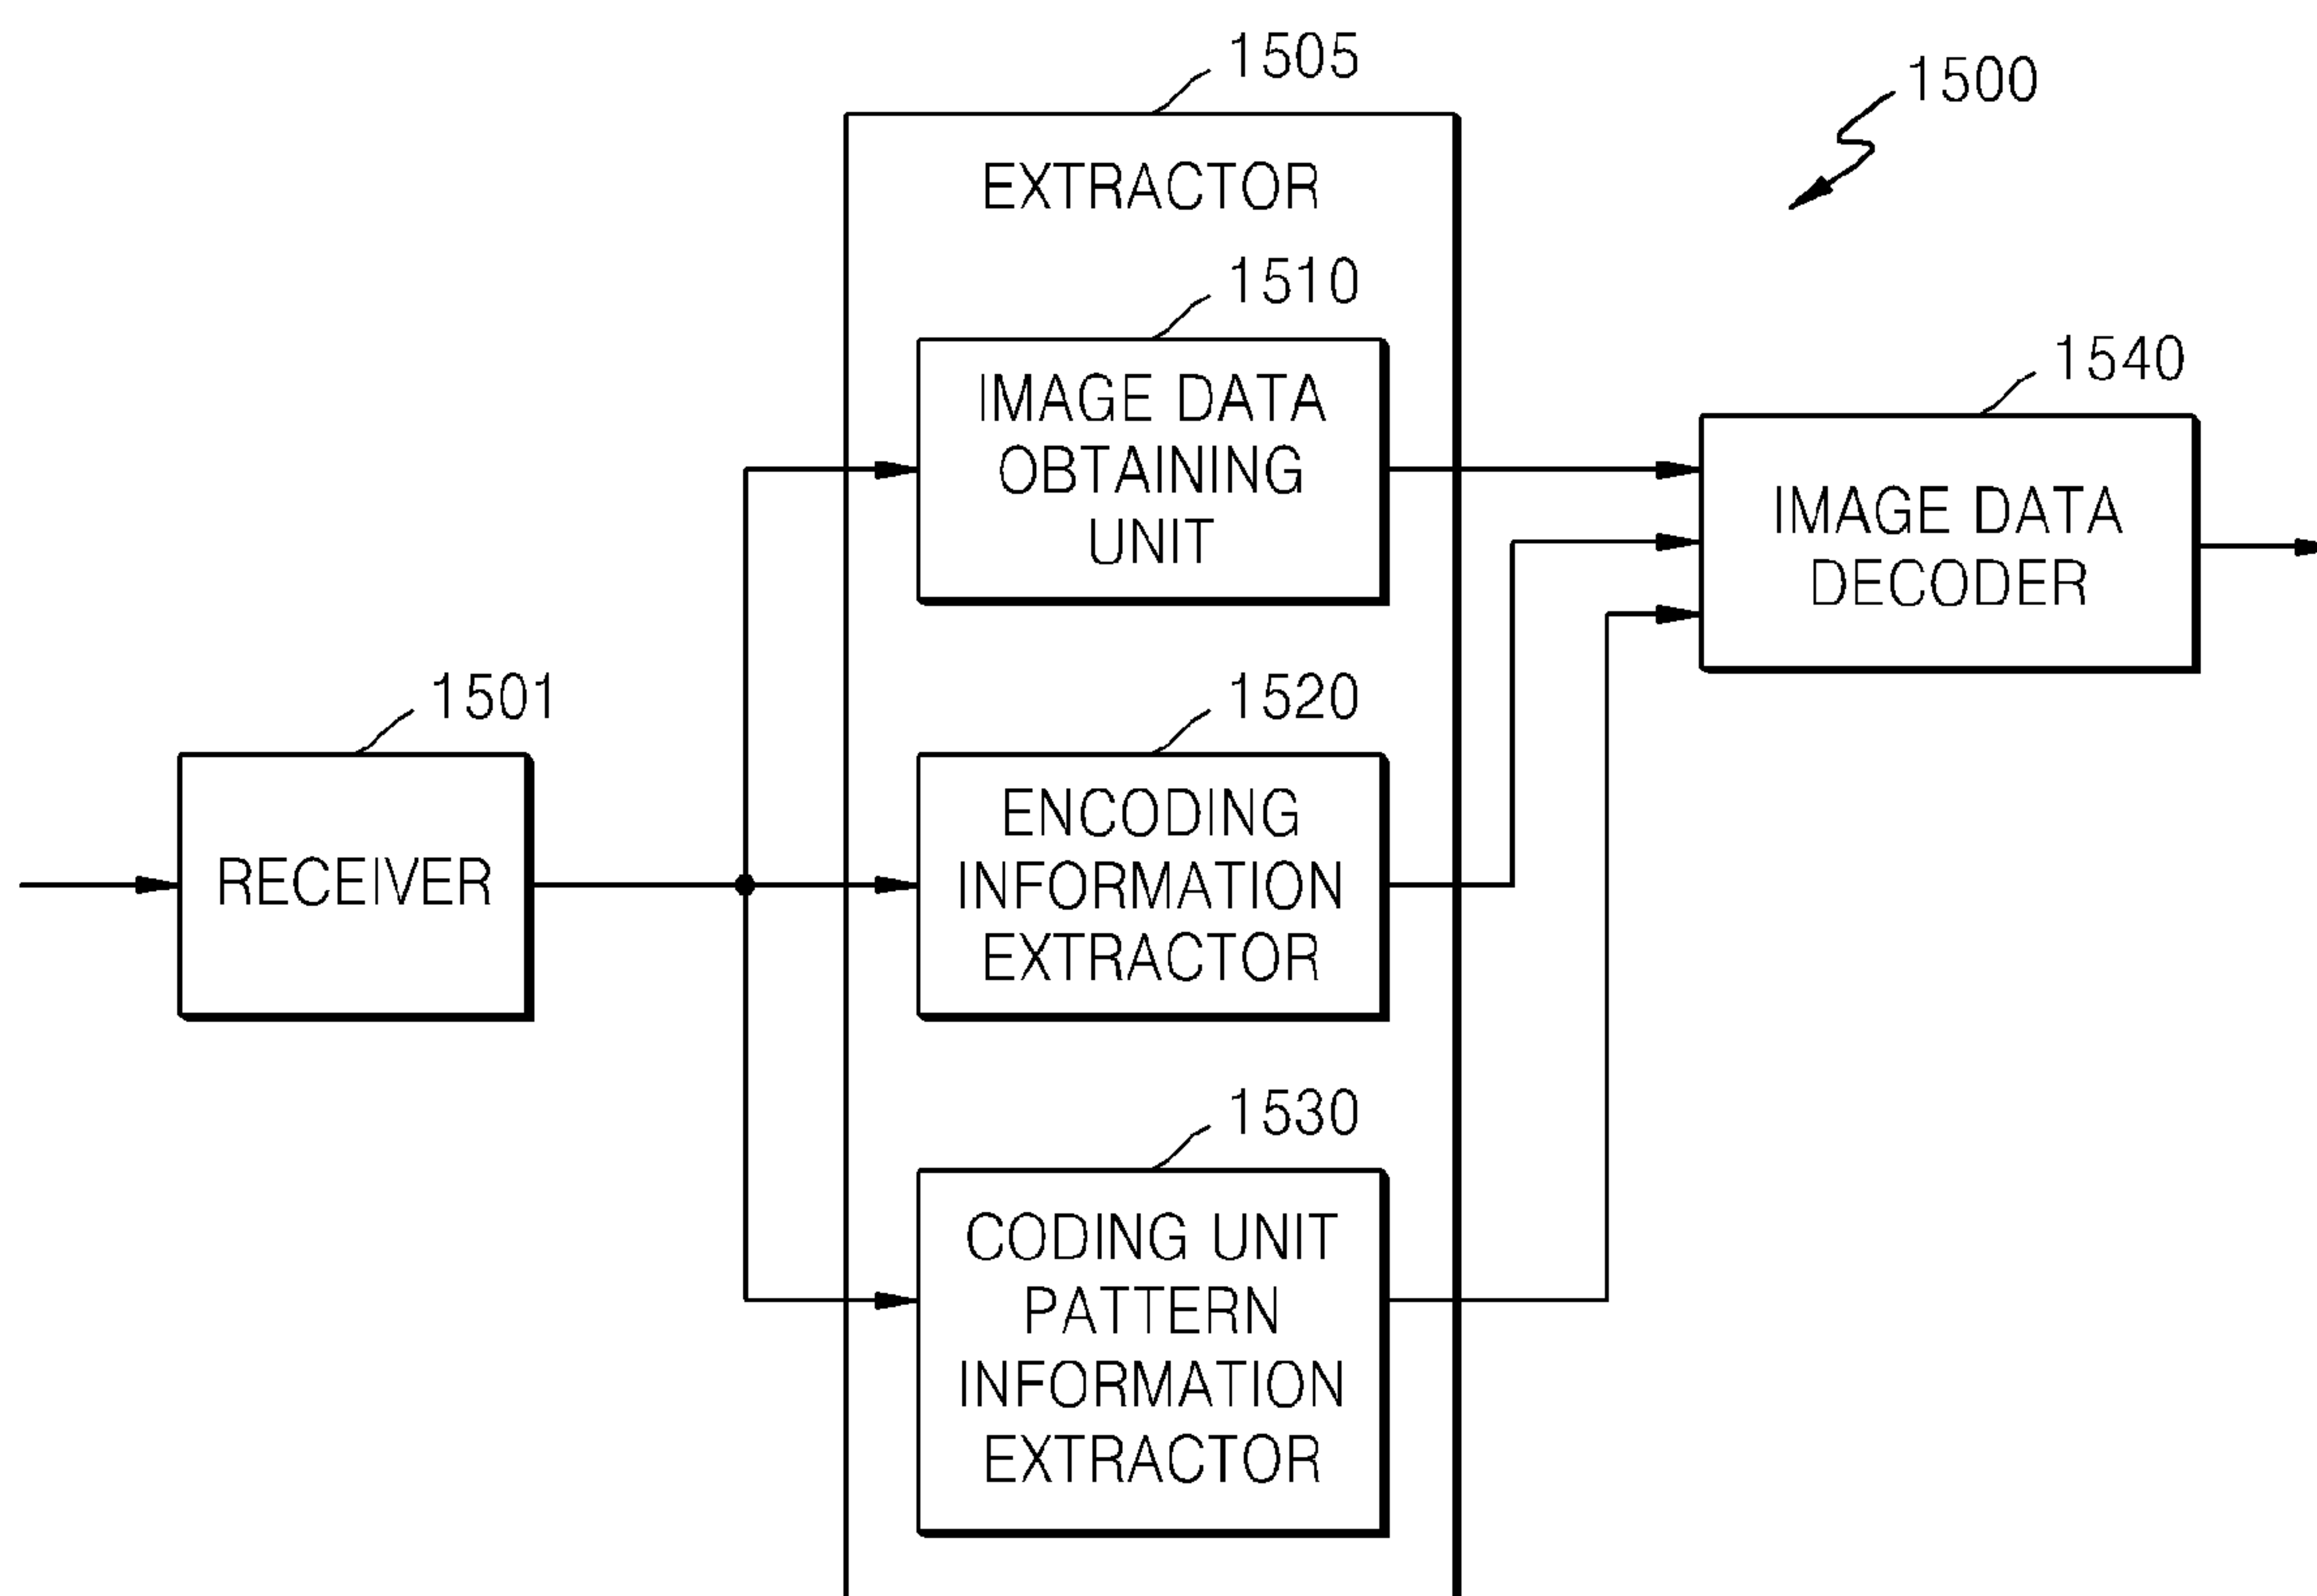 1505
1500
EXTRACTOR
1510
IMAGE DATA
OBTAINING
UNIT
1540
IMAGE DATA
DECODER
1501
RECEIVER
1520
ENCODING
INFORMATION
EXTRACTOR
1530
CODING UNIT
PATTERN
INFORMATION
EXTRACTOR